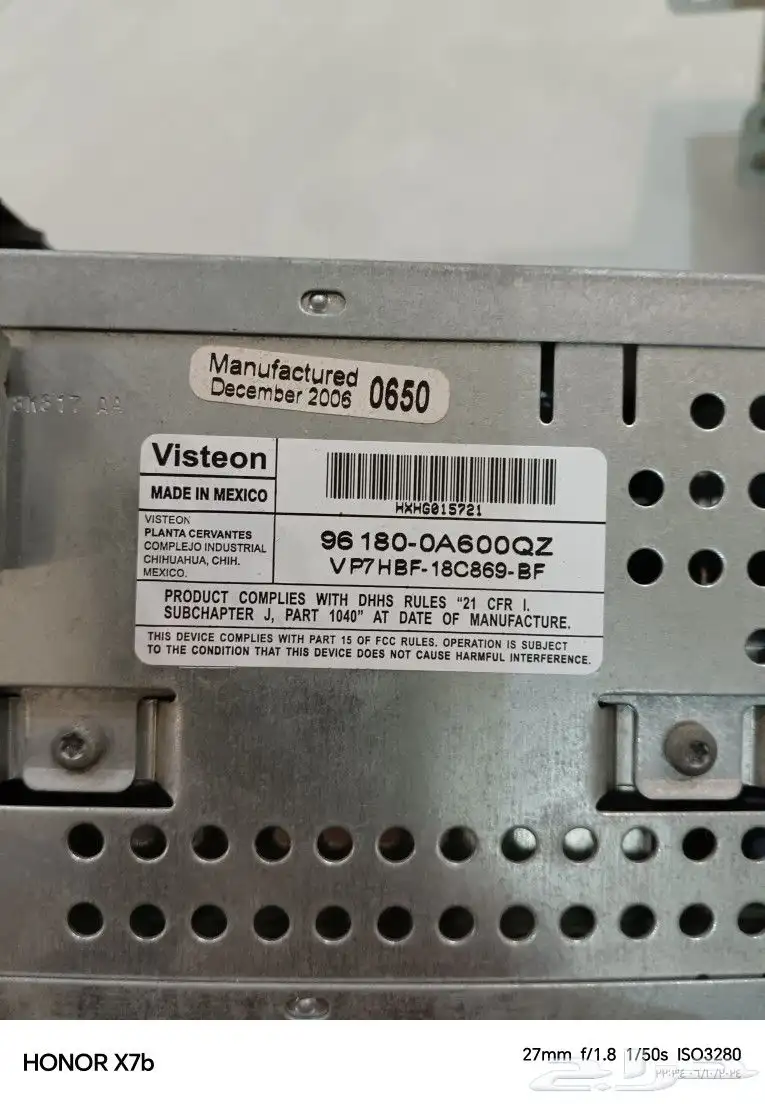 Manufactured
December 2006 0650
Visteon
MADE IN MEXICO
VISTEON
PLANTA CERVANTES
COMPLEJO INDUSTRIAL
CHIHUAHUA, CHIH.
MEXICO.
HXHG015721
96180-0A600QZ
VP7HBF-18C869-BF
PRODUCT COMPLIES WITH DHHS RULES “21 CFR I.
SUBCHAPTER J, PART 1040” AT DATE OF MANUFACTURE.
THIS DEVICE COMPLIES WITH PART 15 OF FCC RULES. OPERATION IS SUBJECT
TO THE CONDITION THAT THIS DEVICE DOES NOT CAUSE HARMFUL INTERFERENCE.
HONOR X7b
27mm f/1.8 1/50s ISO3280
حراج